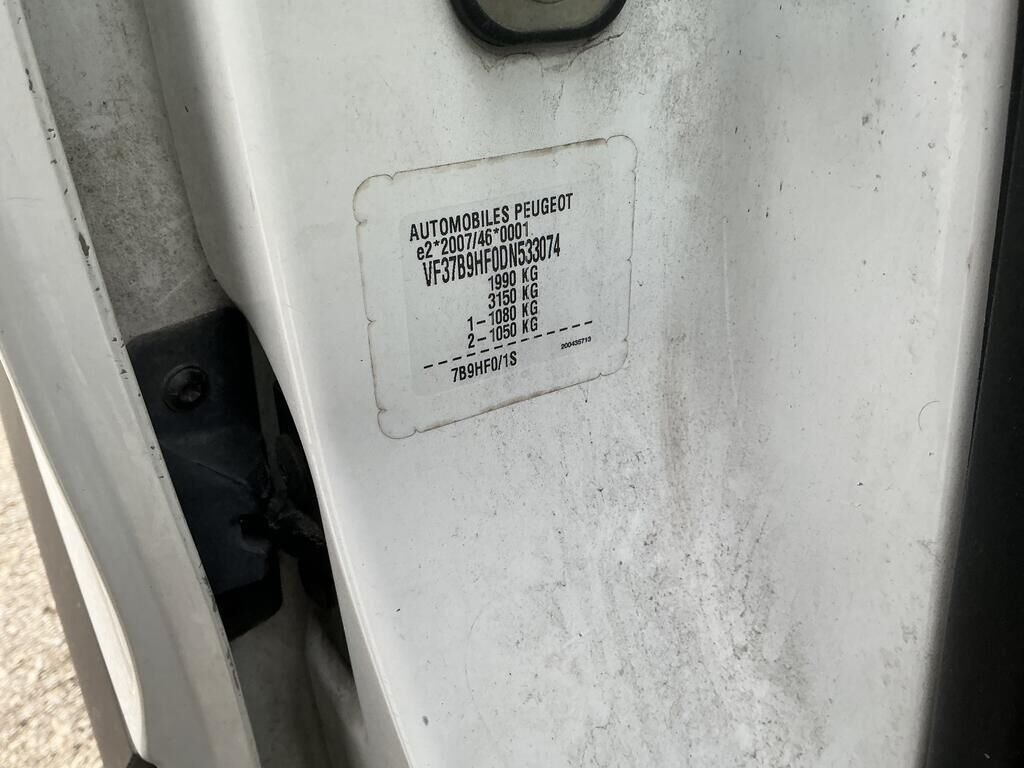 AUTOMOBILES PEUGEOT
e2*2007/46*0001
VF37B9HF0DN533074
1990 KG
3150 KG
1-1080 KG
2-1050 KG
200435713
7B9HF0/1S